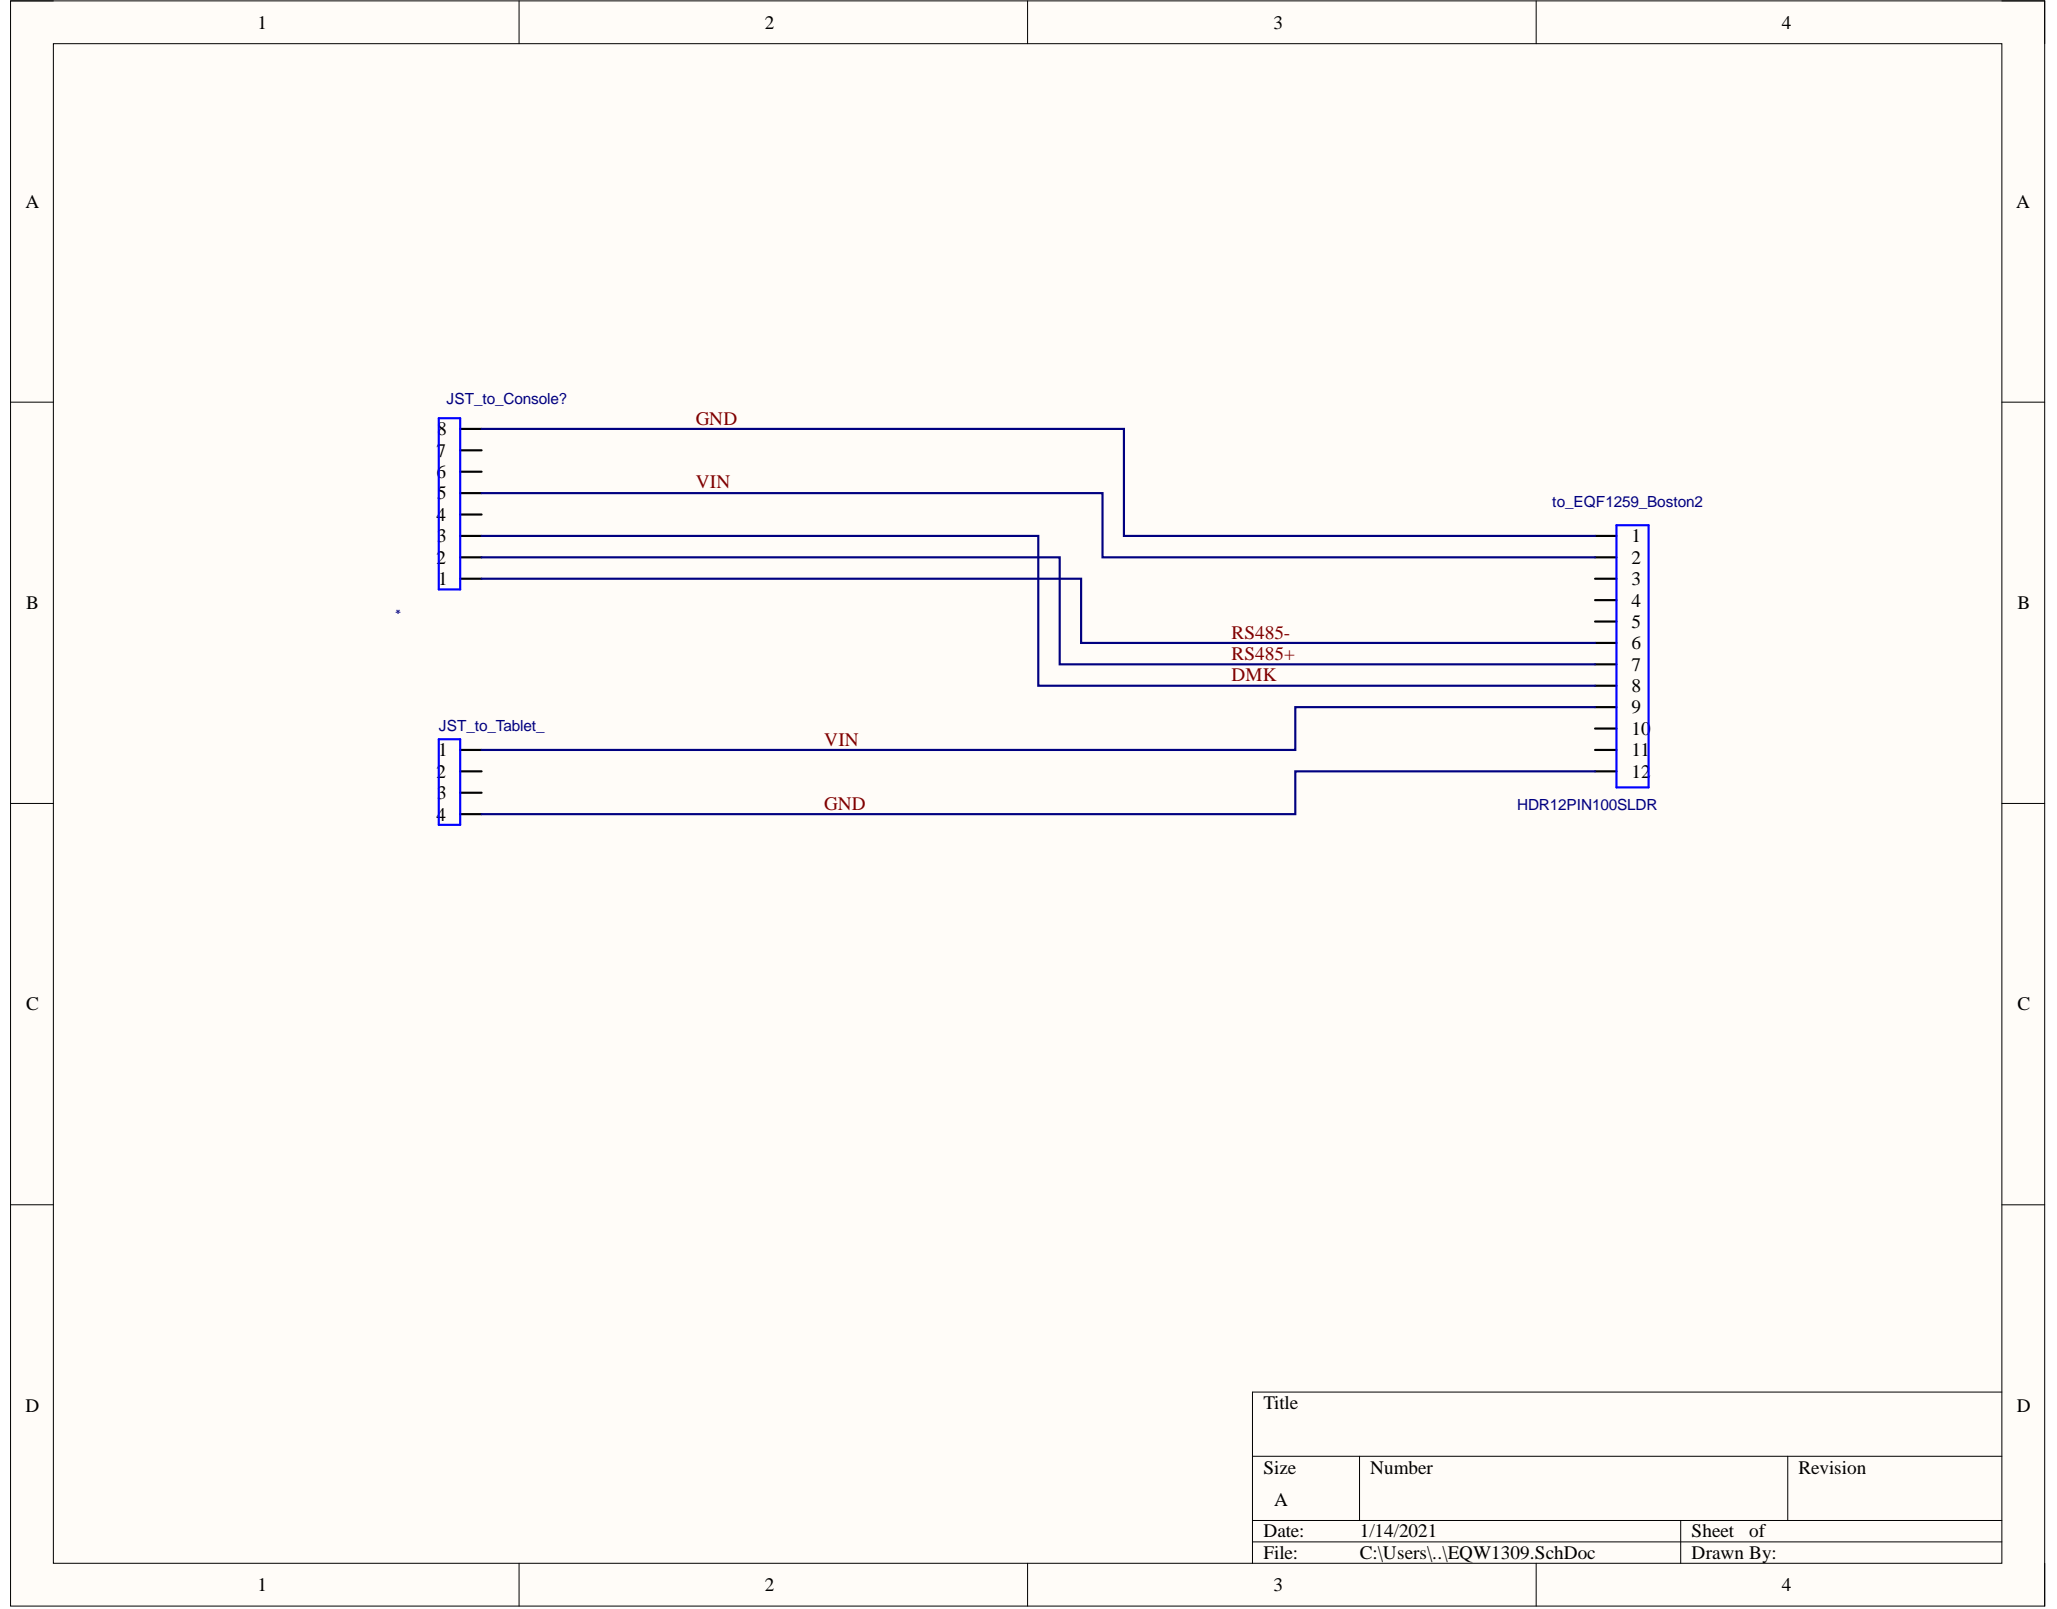 1 2 3 4
A A
JST_to_Console?
GND
8
7
6
VIN
5
4
3
2
1
to_EQF1259_Boston2
1
2
3
4
5
RS485- 6
RS485+ 7
DMK 8
9
10
11
12
HDR12PIN100SLDR
B B
*
JST_to_Tablet_
1 VIN
2
3
4 GND
C C
D D
Title
Size Number Revision
A
Date: 1/14/2021 Sheet of
File: C:\Users\..\EQW1309.SchDoc Drawn By:
1 2 3 4